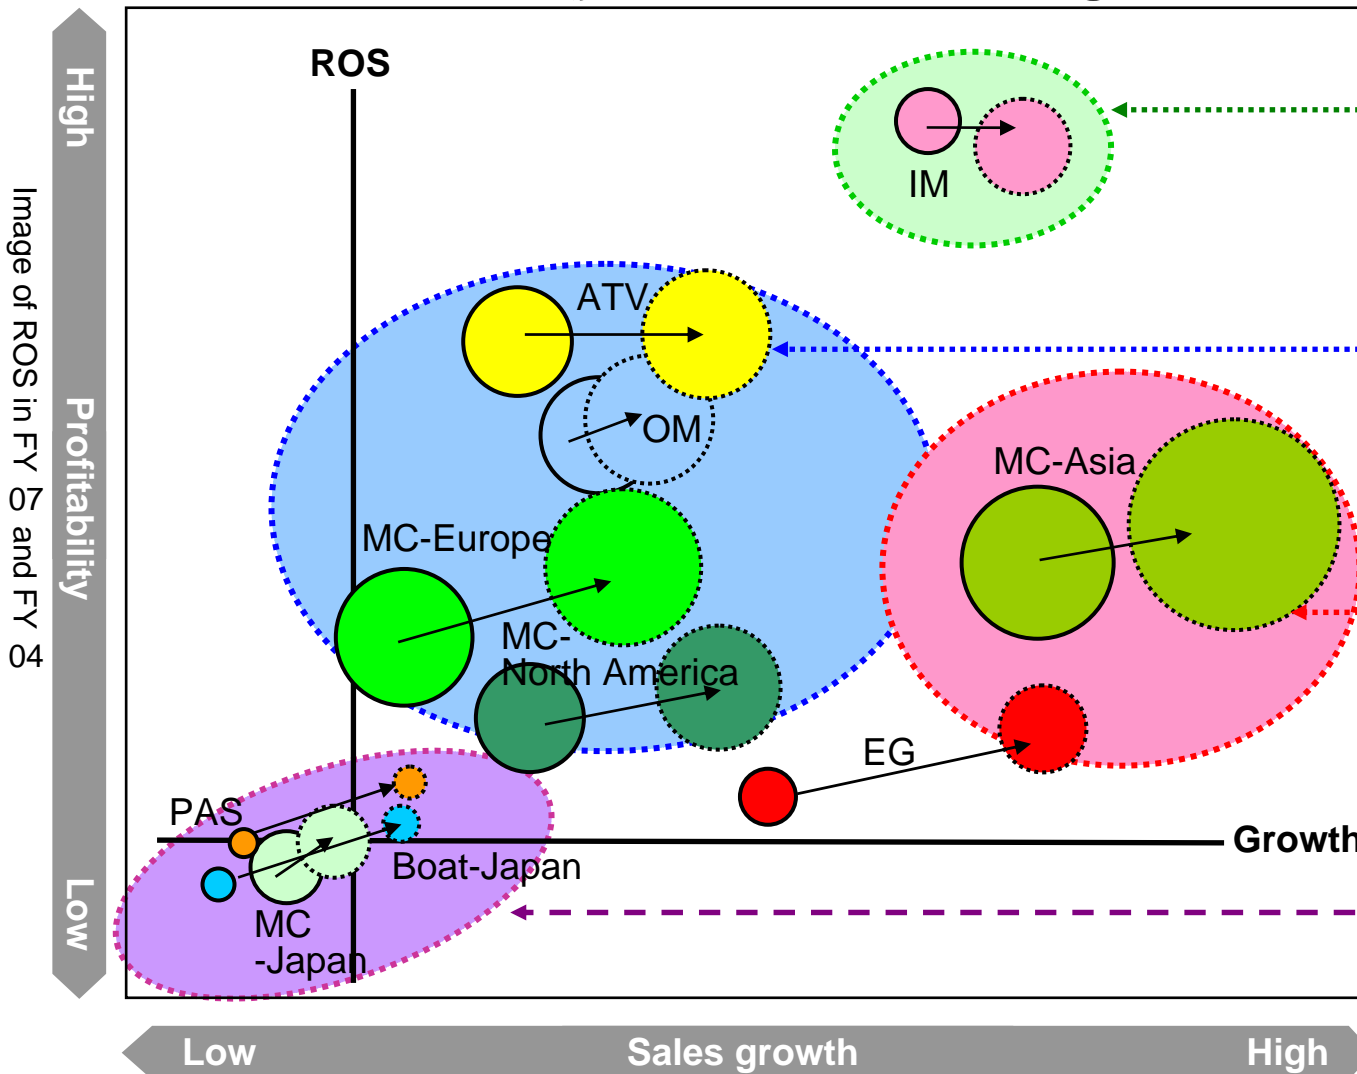 ROS
High
IM
ATV
OM
Image of ROS in FY 07 and FY 04
Profitability
MC-Asia
MC-Europe
MC-
North America
EG
PAS
Growth
Boat-Japan
Low
MC
-Japan
Low
Sales growth
High